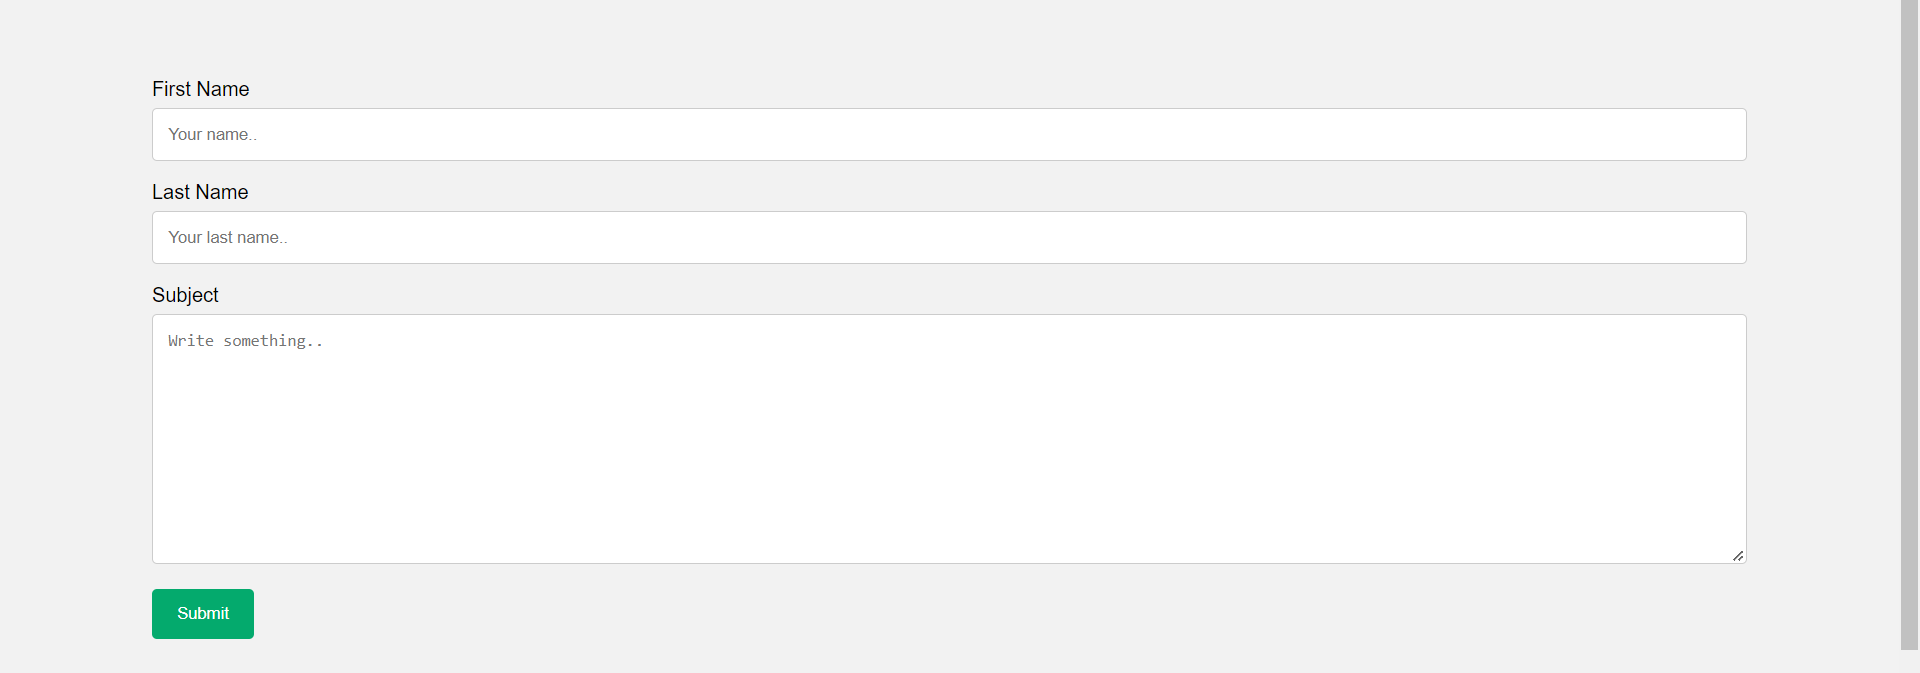 First Name
Your name..
Last Name
Your last name..
Subject
Write something..
Submit